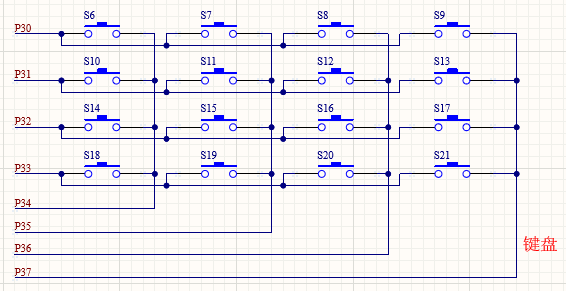 S6 S7 S8 S9
P30
S10 S11 S12 S13
P31
S14 S15 S16 S17
P32
S18 S19 S20 S21
P33
P34
P35
P36
键盘
P37